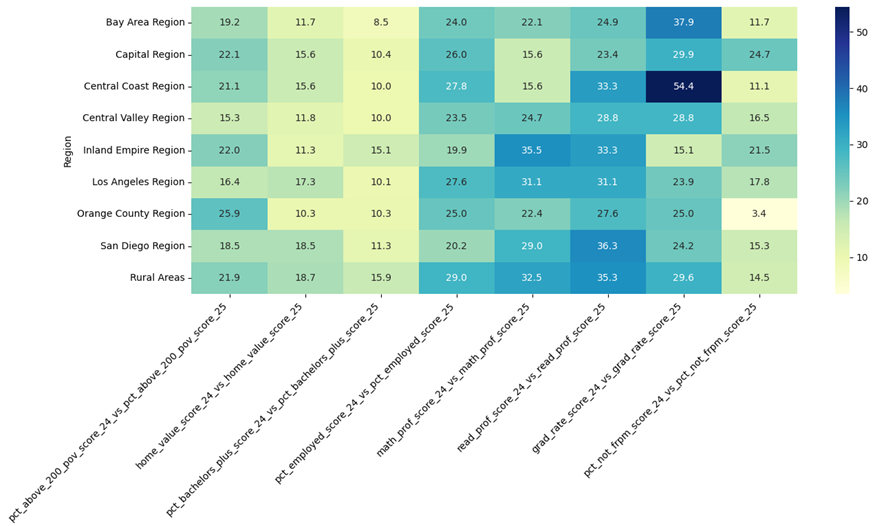 Bay Area Region 19.2 11.7 8.5 24.0 22.1 24.9 37.9 11.7
Capital Region 22.1 15.6 10.4 26.0 15.6 23.4 29.9 24.7
Central Coast Region 21.1 15.6 10.0 27.8 15.6 33.3 54.4 11.1
Central Valley Region 15.3 11.8 10.0 23.5 24.7 28.8 28.8 16.5
Inland Empire Region 22.0 11.3 15.1 19.9 35.5 33.3 15.1 21.5
Los Angeles Region 16.4 17.3 10.1 27.6 31.1 31.1 23.9 17.8
Orange County Region 25.9 10.3 10.3 25.0 22.4 27.6 25.0 3.4
San Diego Region 18.5 18.5 11.3 20.2 29.0 36.3 24.2 15.3
Rural Areas 21.9 18.7 15.9 29.0 32.5 35.3 29.6 14.5
Region
pct_above_200_pov_score_24_vs_pct_above_200_pov_score_25
home_value_score_24_vs_home_value_score_25
pct_bachelors_plus_score_24_vs_pct_bachelors_plus_score_25
pct_employed_score_24_vs_pct_employed_score_25
math_prof_score_24_vs_math_prof_score_25
read_prof_score_24_vs_read_prof_score_25
grad_rate_score_24_vs_grad_rate_score_25
pct_not_frpm_score_24_vs_pct_not_frpm_score_25
50
40
30
20
10